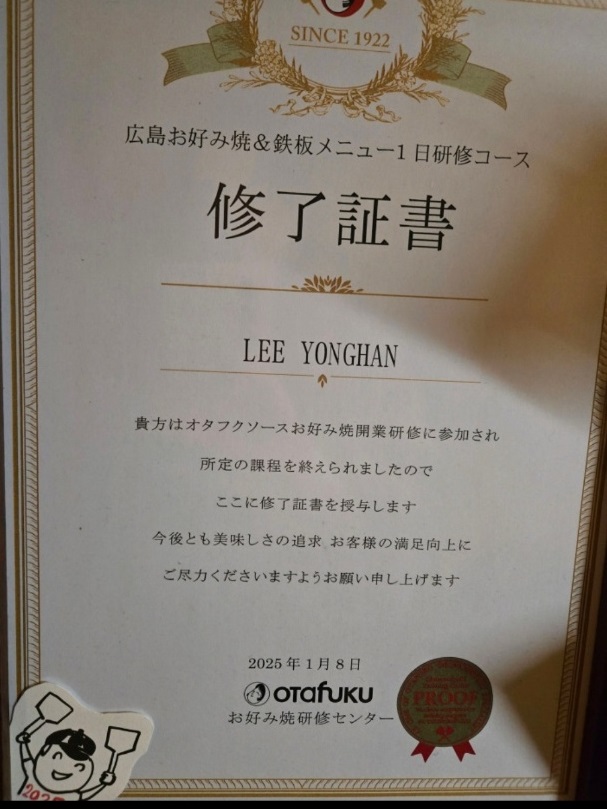 SINCE 1922
広島お好み焼&鉄板メニュー1日研修コース
修了証書
LEE YONGHAN
貴方はオタフクソースお好み焼開業研修に参加され
所定の課程を終えられましたので
ここに修了証書を授与します
今後とも美味しさの追求 お客様の満足向上に
ご尽力くださいますようお願い申し上げます
2025年1月8日
OTAFUKU
お好み焼研修センター
PROOF